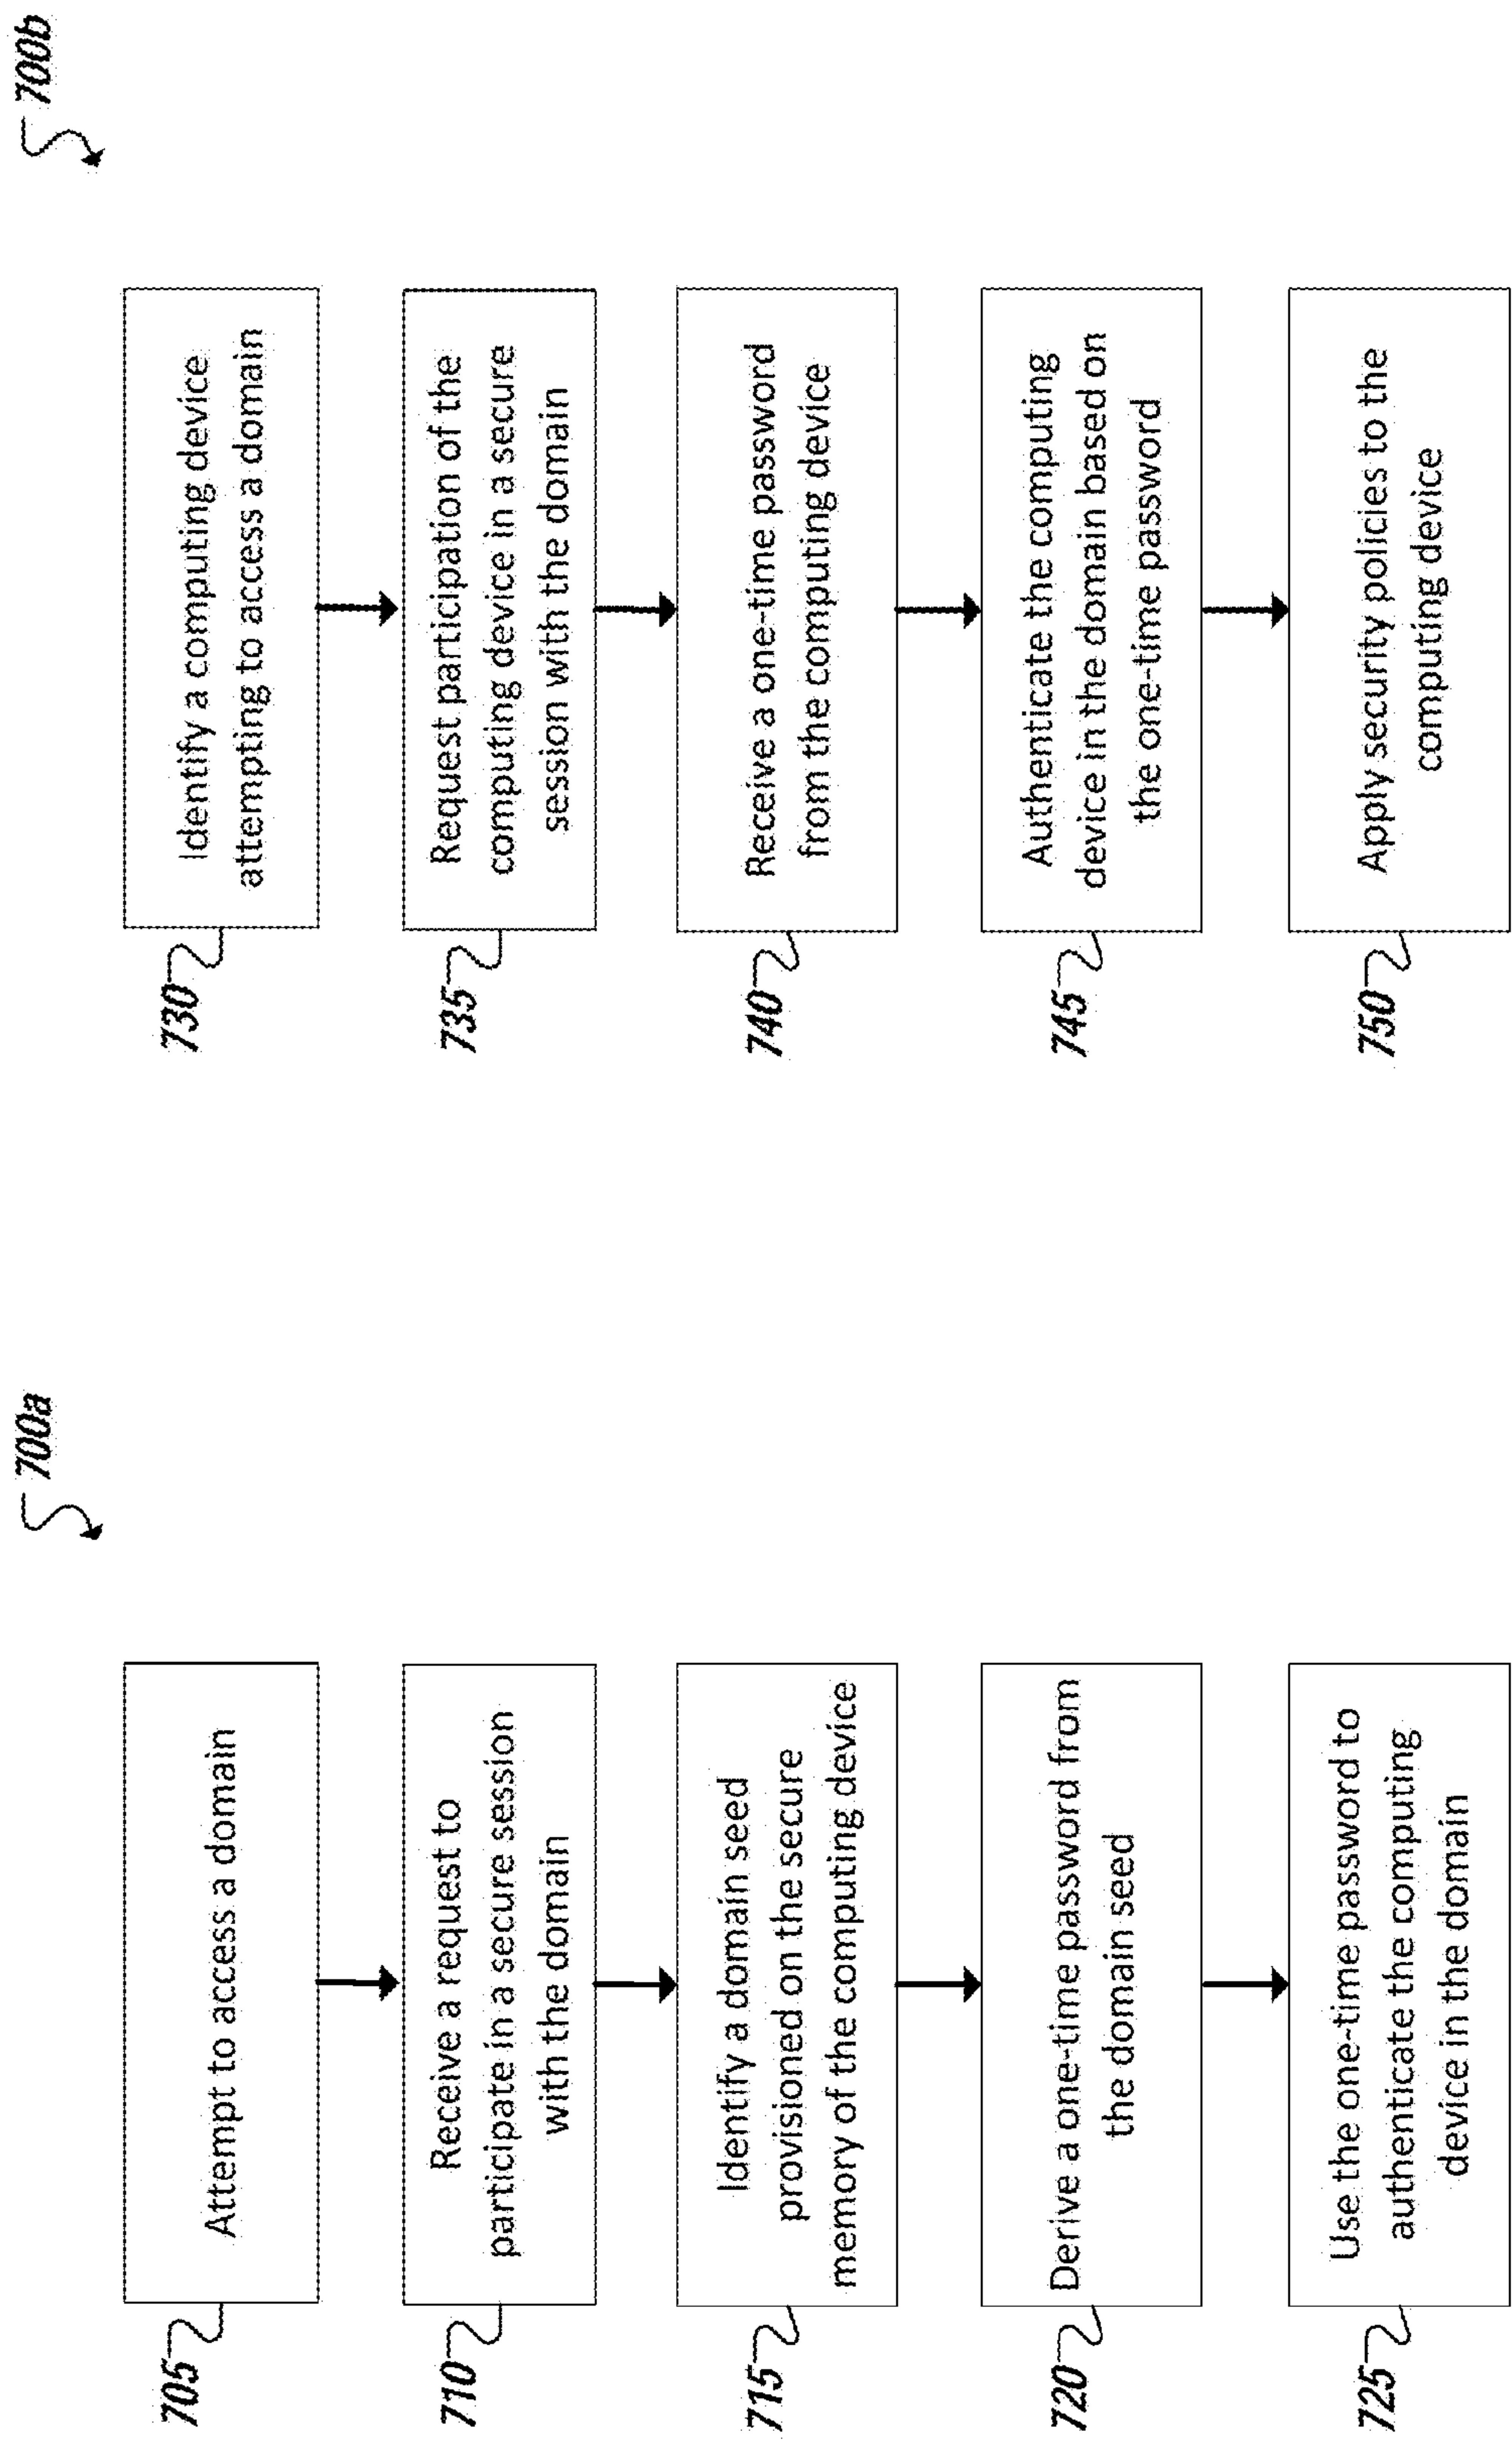 700a
705
Attempt to access a domain
710
Receive a request to
participate in a secure session
with the domain
715
Identify a domain seed
provisioned on the secure
memory of the computing device
720
Derive a one-time password from
the domain seed
725
Use the one-time password to
authenticate the computing
device in the domain
700b
730
Identify a computing device
attempting to access a domain
735
Request participation of the
computing device in a secure
session with the domain
740
Receive a one-time password
from the computing device
745
Authenticate the computing
device in the domain based on
the one-time password
750
Apply security policies to the
computing device